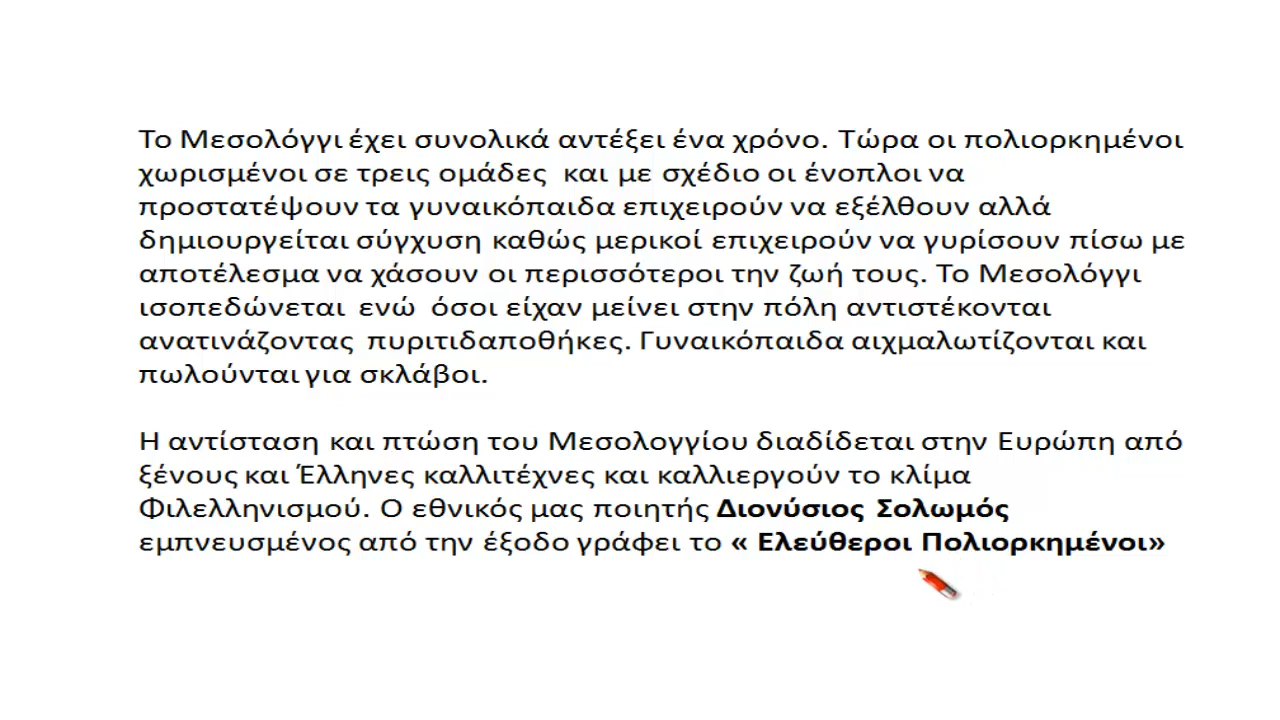 Το Μεσολόγγι έχει συνολικά αντέξει ένα χρόνο. Τώρα οι πολιορκημένοι
χωρισμένοι σε τρεις ομάδες  και με σχέδιο οι ένοπλοι να
προστατέψουν τα γυναικόπαιδα επιχειρούν να εξέλθουν αλλά
δημιουργείται σύγχυση καθώς μερικοί επιχειρούν να γυρίσουν πίσω με
αποτέλεσμα να χάσουν οι περισσότεροι την ζωή τους. Το Μεσολόγγι
ισοπεδώνεται  ενώ  όσοι είχαν μείνει στην πόλη αντιστέκονται
ανατινάζοντας  πυριτιδαποθήκες. Γυναικόπαιδα αιχμαλωτίζονται και
πωλούνται για σκλάβοι.
Η αντίσταση και πτώση του Μεσολογγίου διαδίδεται στην Ευρώπη από
ξένους και Έλληνες καλλιτέχνες και καλλιεργούν το κλίμα
Φιλελληνισμού. Ο εθνικός μας ποιητής Διονύσιος Σολωμός
εμπνευσμένος από την έξοδο γράφει το « Ελεύθεροι Πολιορκημένοι»